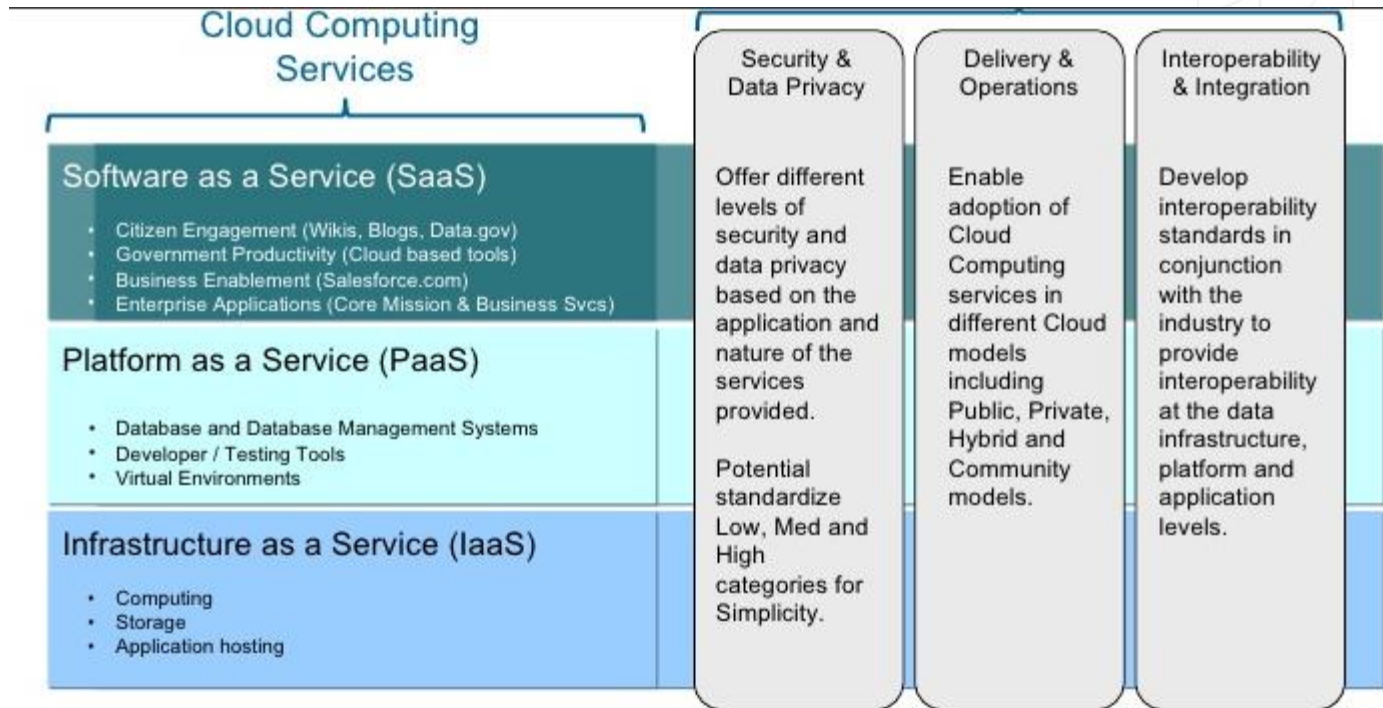 Cloud Computing
Services
Software as a Service (SaaS)
• Citizen Engagement (Wikis, Blogs, Data.gov)
• Government Productivity (Cloud based tools)
• Business Enablement (Salesforce.com)
• Enterprise Applications (Core Mission & Business Svcs)
Platform as a Service (PaaS)
• Database and Database Management Systems
• Developer / Testing Tools
• Virtual Environments
Infrastructure as a Service (IaaS)
• Computing
• Storage
• Application hosting
Security &
Data Privacy
Offer different
levels of
security and
data privacy
based on the
application and
nature of the
services
provided.
Potential
standardize
Low, Med and
High
categories for
Simplicity.
Delivery &
Operations
Enable
adoption of
Cloud
Computing
services in
different Cloud
models
including
Public, Private,
Hybrid and
Community
models.
Interoperability
& Integration
Develop
interoperability
standards in
conjunction
with the
industry to
provide
interoperability
at the data
infrastructure,
platform and
application
levels.